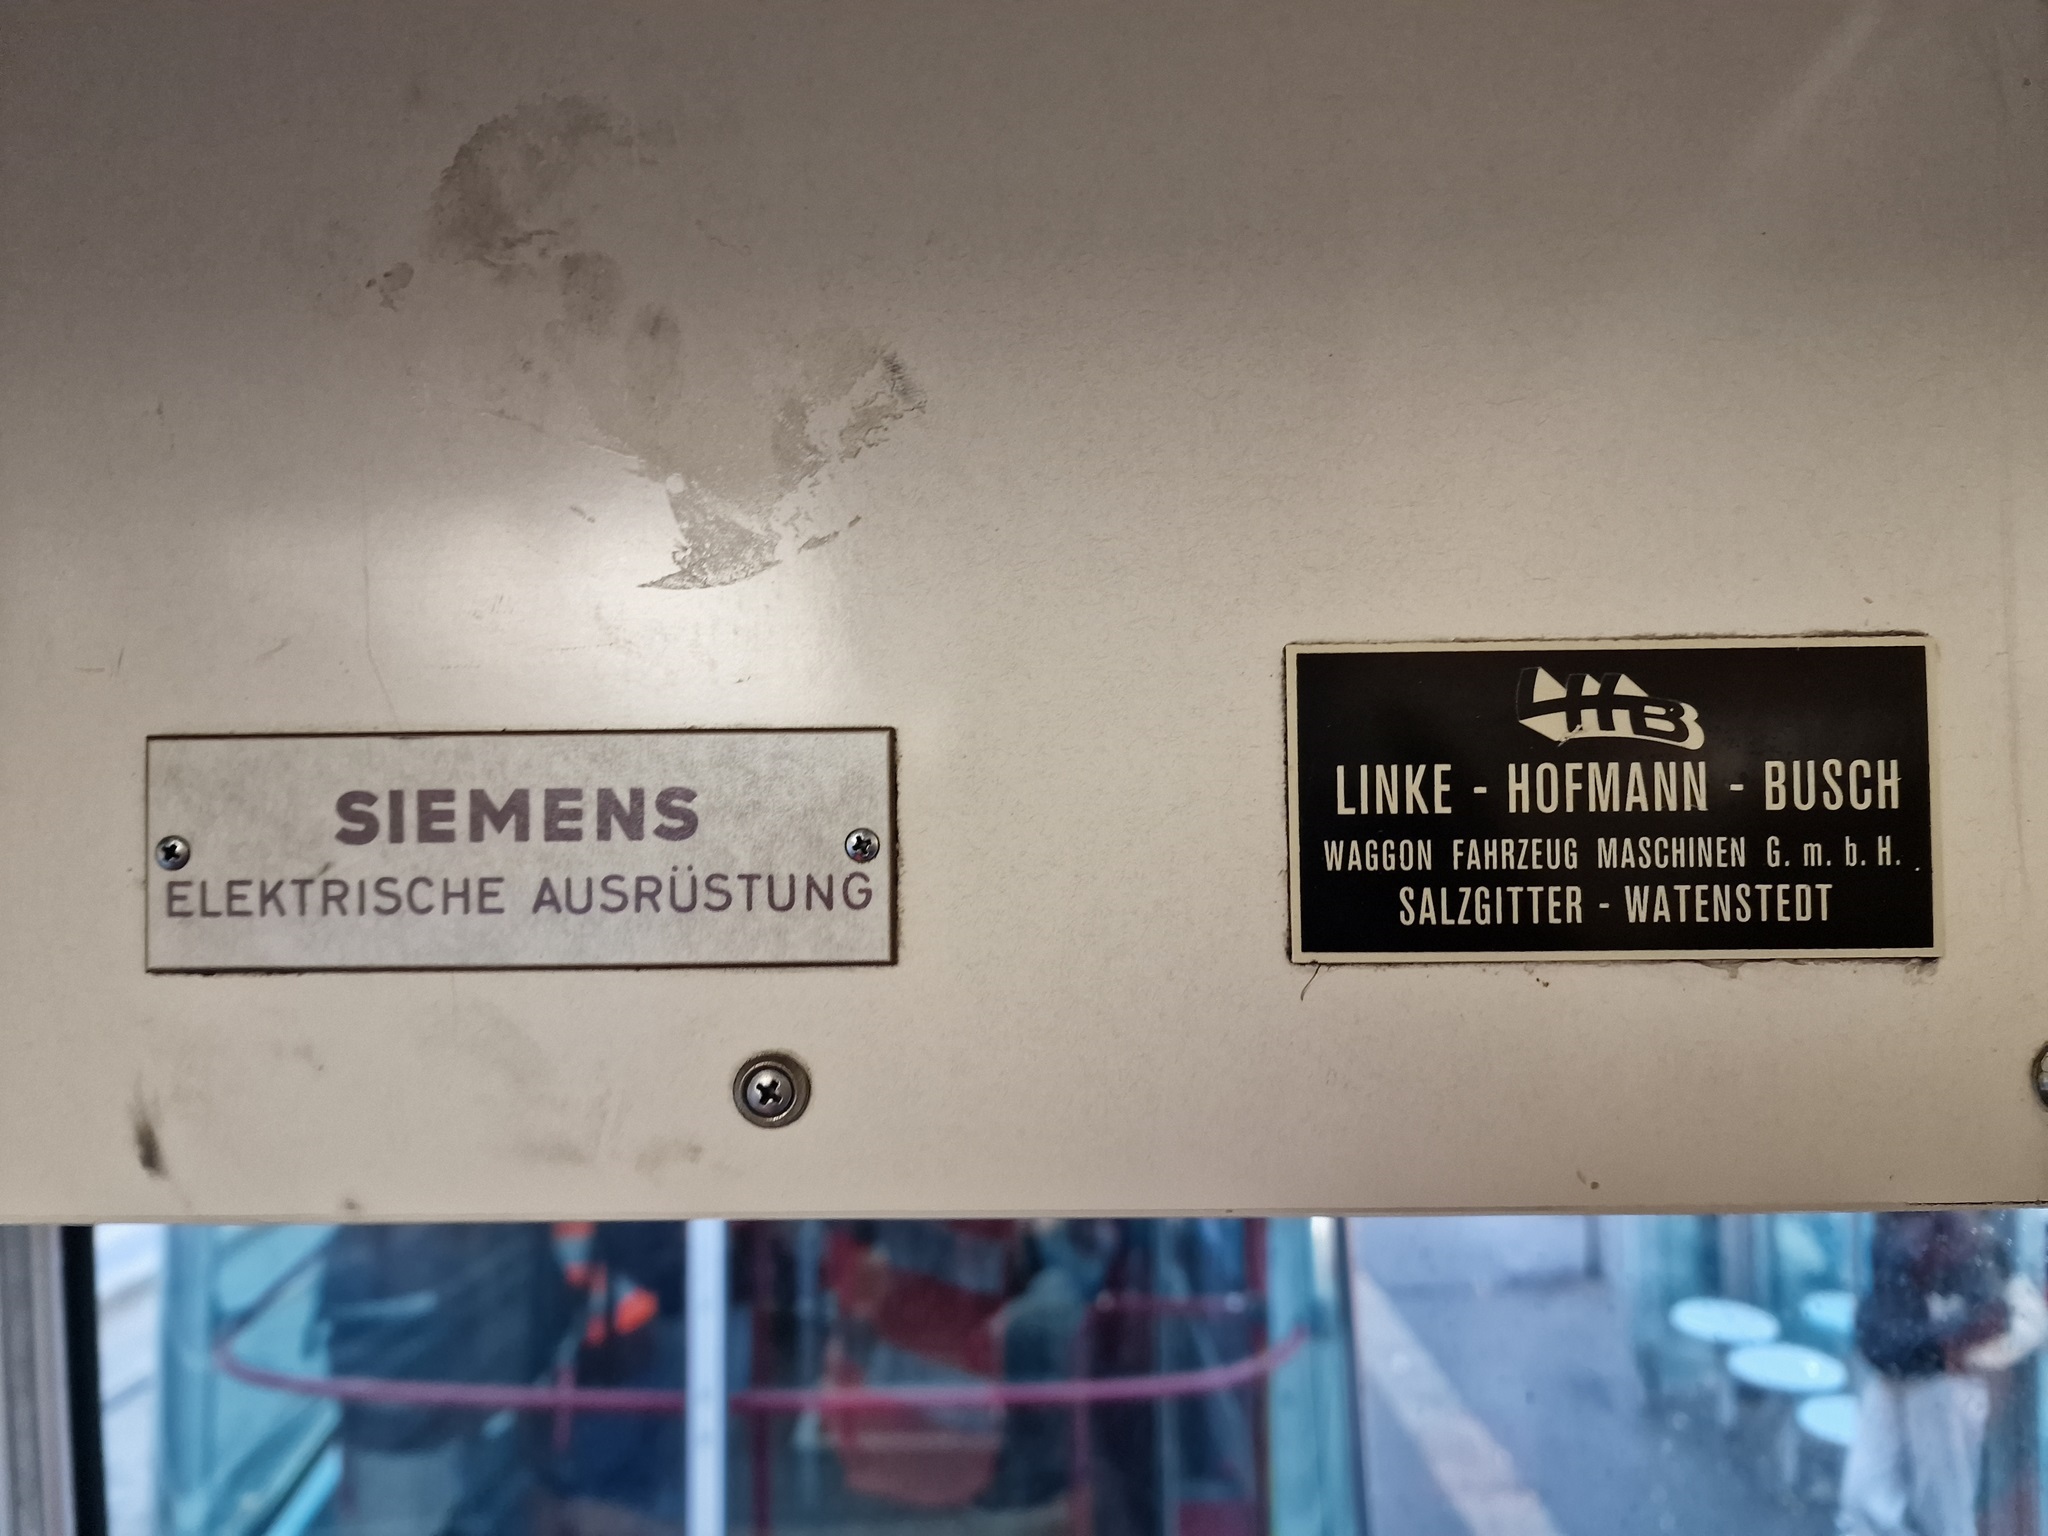 SIEMENS
ELEKTRISCHE AUSRÜSTUNG
LHB
LINKE - HOFMANN - BUSCH
WAGGON FAHRZEUG MASCHINEN G. m. b. H.
SALZGITTER - WATENSTEDT